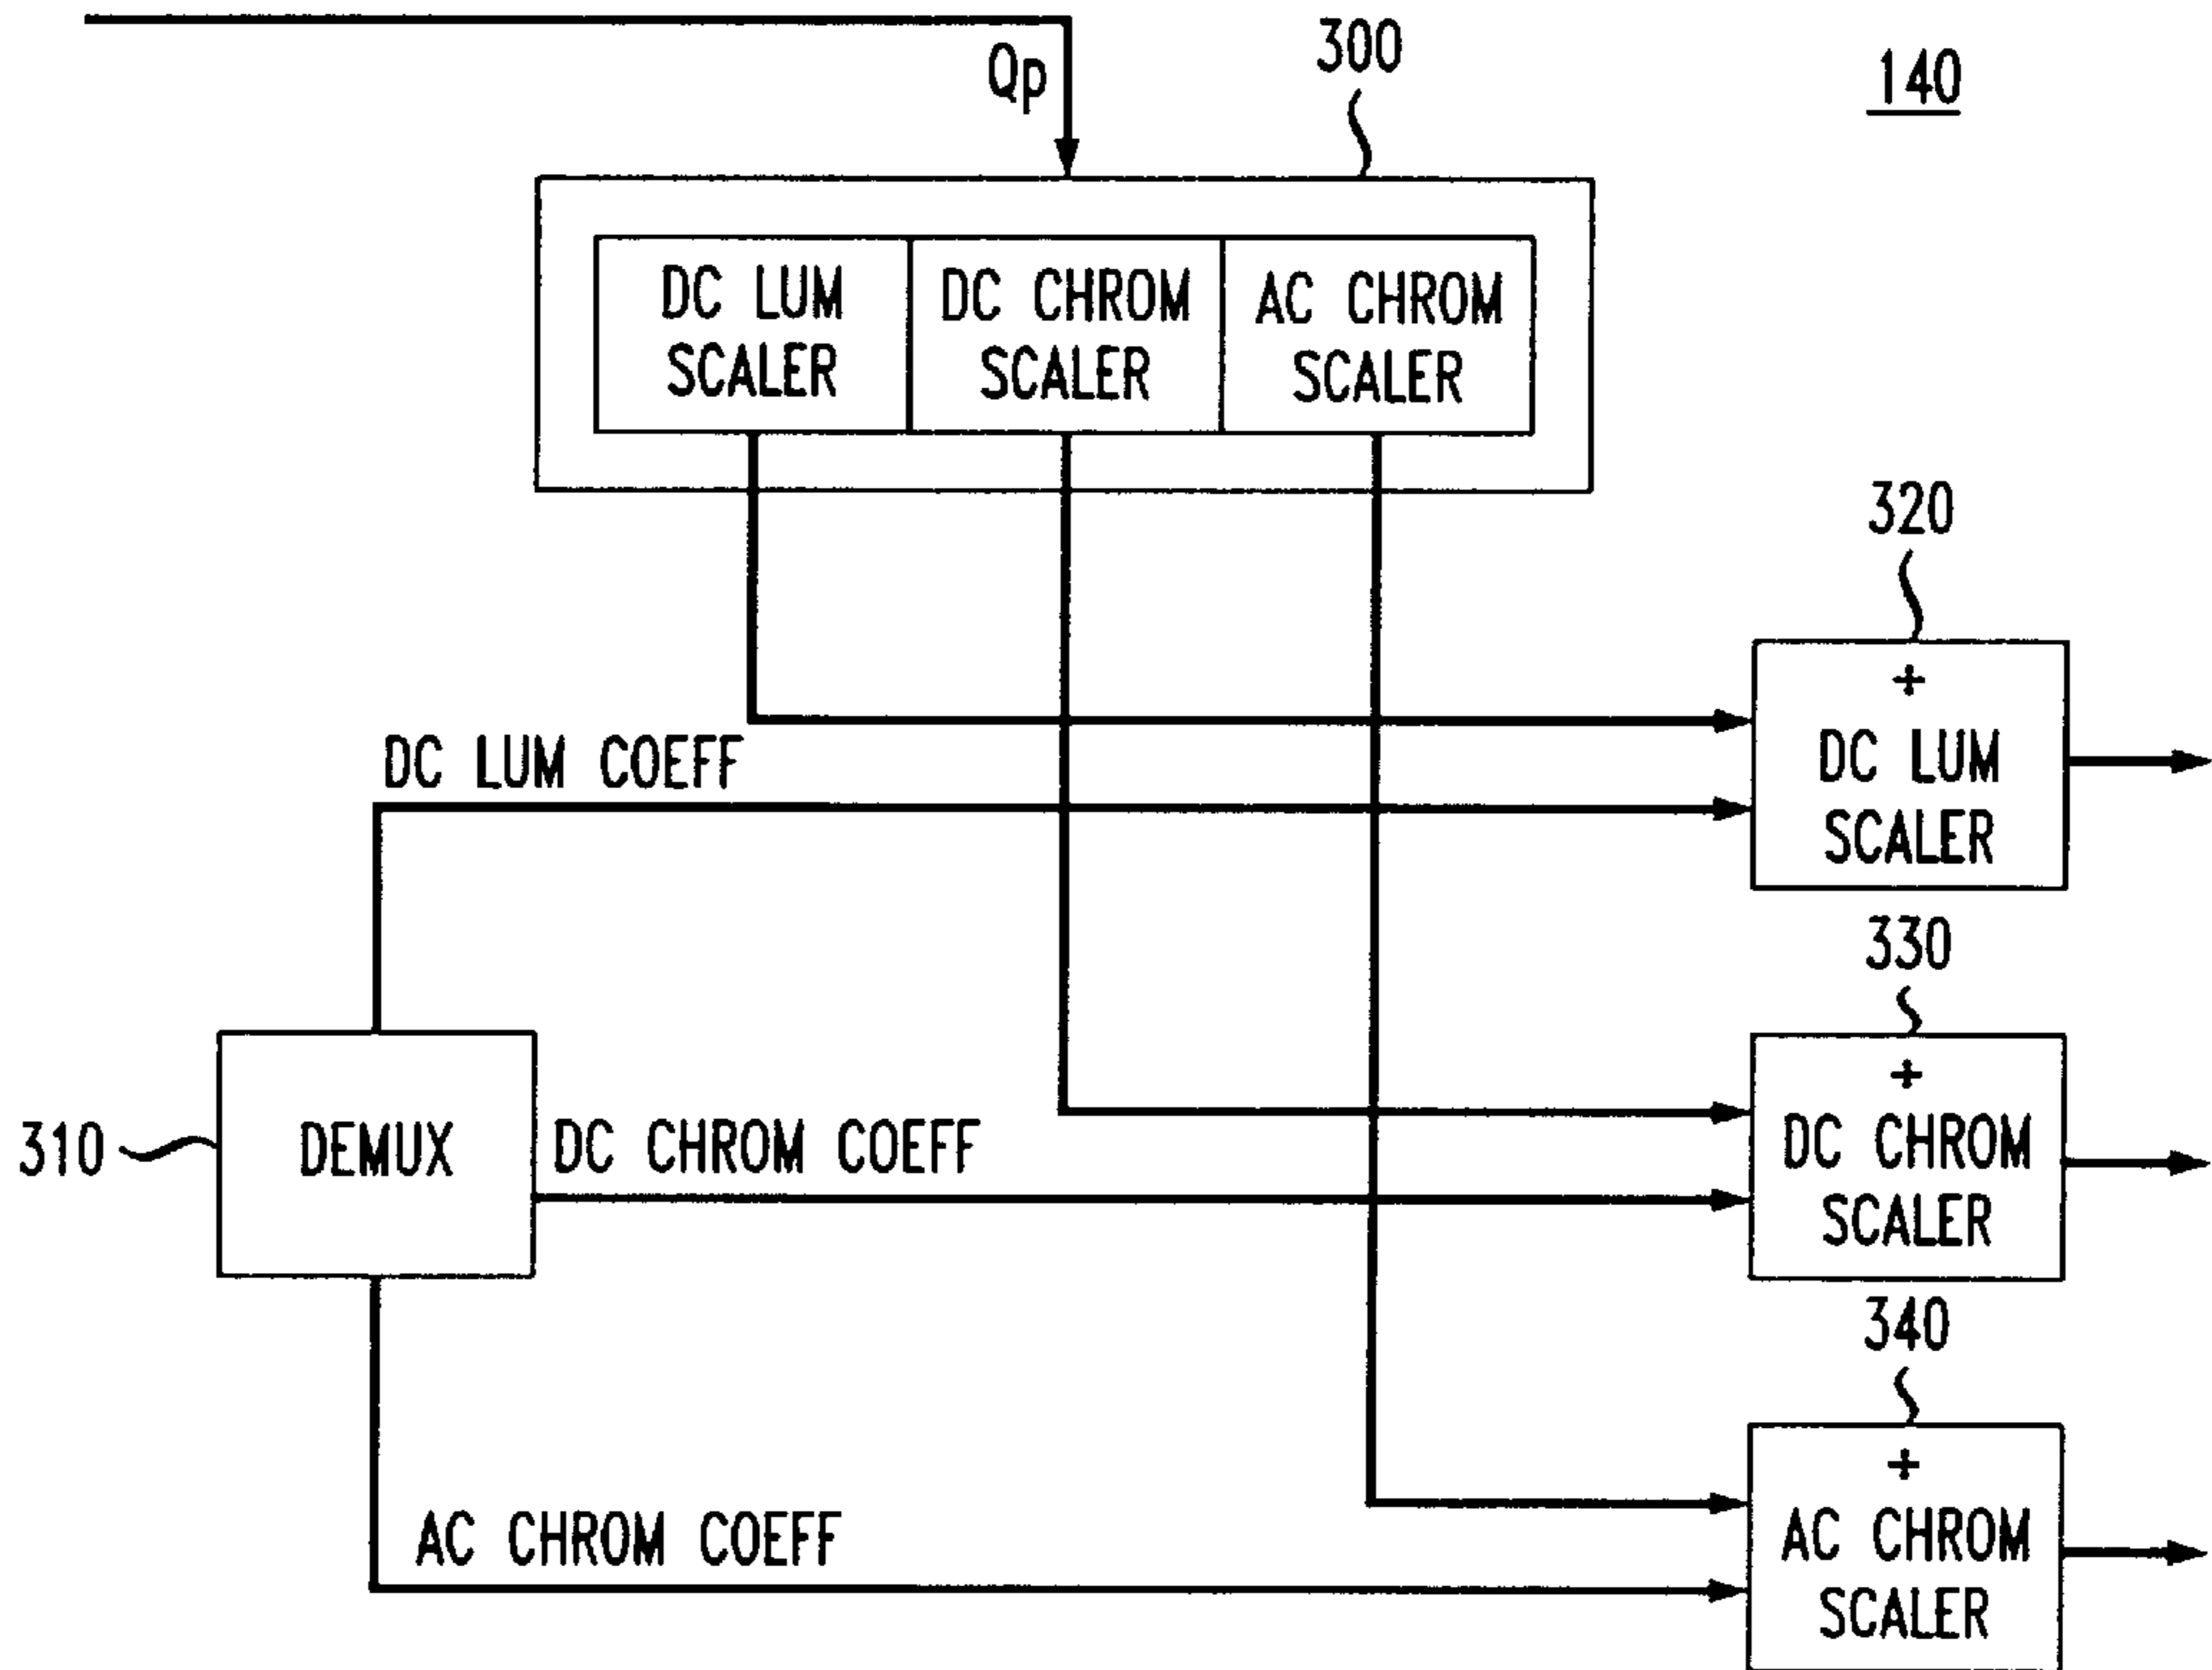 300
140
Qp
DC LUM
SCALER
DC CHROM
SCALER
AC CHROM
SCALER
320
÷
DC LUM
SCALER
DC LUM COEFF
330
÷
DC CHROM
SCALER
310
DEMUX
DC CHROM COEFF
340
÷
AC CHROM
SCALER
AC CHROM COEFF